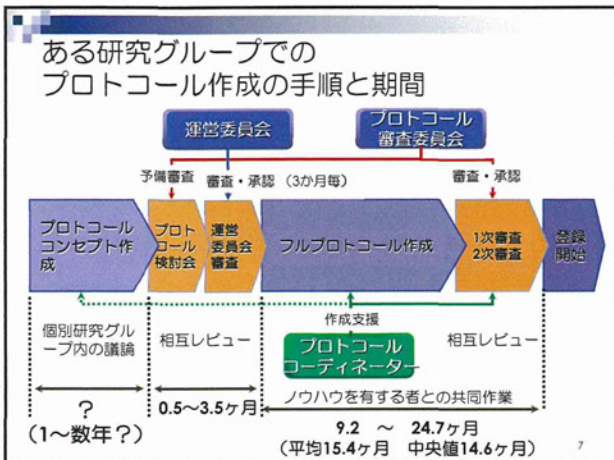 ある研究グループでの
プロトコール作成の手順と期間
運営委員会
プロトコール
審査委員会
予備審査
審査・承認 (3か月毎)
審査・承認
プロトコール
コンセプト作
成
プロト
コール
検討会
運営
委員会
審査
フルプロトコール作成
1次審査
2次審査
登録
開始
作成支援
個別研究グルー
プ内の議論
相互レビュー
プロトコール
コーディネーター
相互レビュー
ノウハウを有する者との共同作業
?
(1〜数年?)
0.5〜3.5ヶ月
9.2 〜 24.7ヶ月
(平均15.4ヶ月 中央値14.6ヶ月)
7